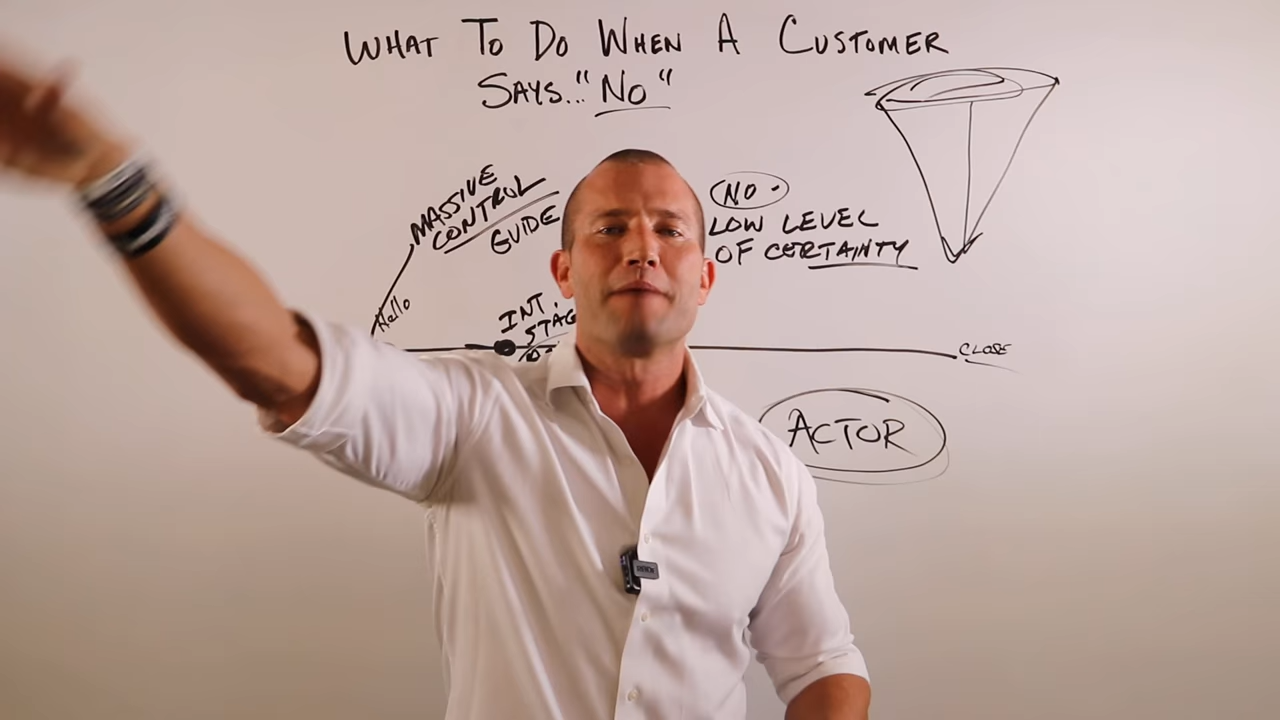 WHAT TO DO WHEN A CUSTOMER
SAYS..."NO"
MASSIVE
CONTROL
GUIDE
Hello
INT.
NO.
LOW LEVEL
OF CERTAINTY
CLOSE
ACTOR